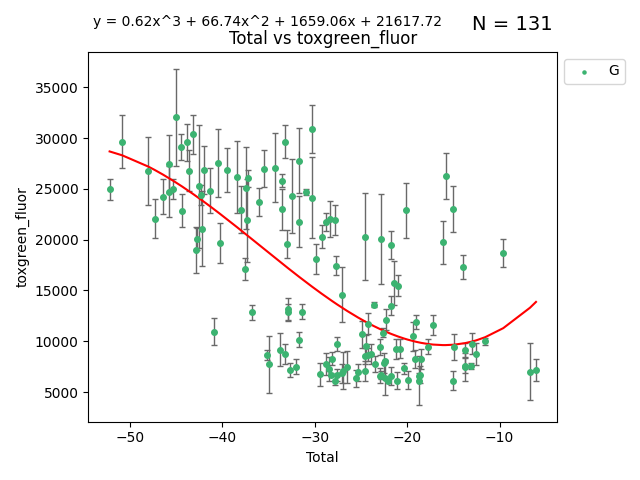 y = 0.62x^3 + 66.74x^2 + 1659.06x + 21617.72
N = 131
Total vs toxgreen_fluor
G
35000
30000
25000
20000
15000
10000
5000
toxgreen_fluor
−50 −40 −30 −20 −10
Total